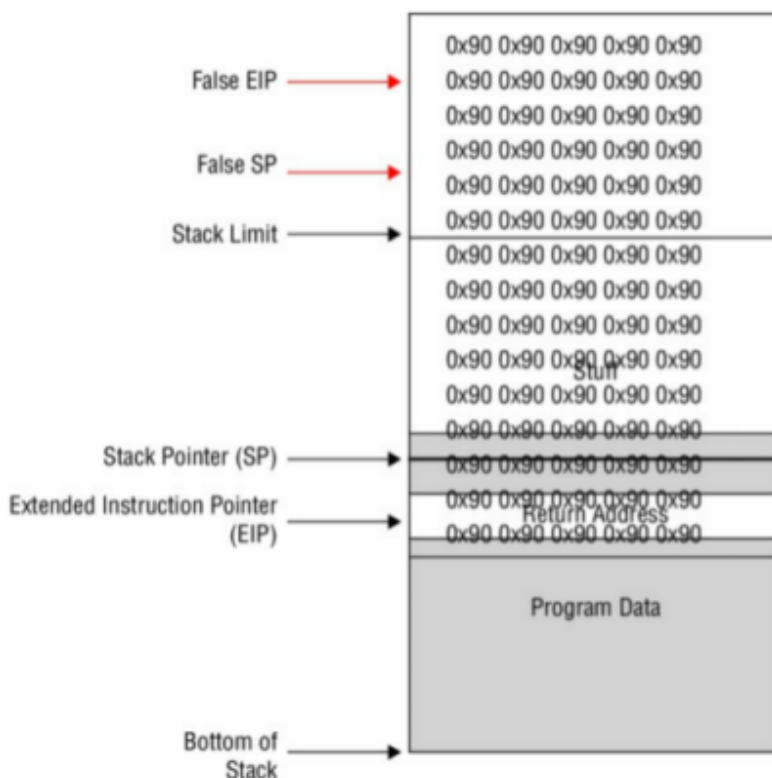 0x90 0x90 0x90 0x90 0x90
False EIP
0x90 0x90 0x90 0x90 0x90
0x90 0x90 0x90 0x90 0x90
0x90 0x90 0x90 0x90 0x90
False SP
0x90 0x90 0x90 0x90 0x90
0x90 0x90 0x90 0x90 0x90
Stack Limit
0x90 0x90 0x90 0x90 0x90
0x90 0x90 0x90 0x90 0x90
0x90 0x90 0x90 0x90 0x90
0x90 0x90 0x90 0x90 0x90
Stuff
0x90 0x90 0x90 0x90 0x90
0x90 0x90 0x90 0x90 0x90
Stack Pointer (SP)
0x90 0x90 0x90 0x90 0x90
0x90 0x90 0x90 0x90 0x90
Extended Instruction Pointer
(EIP)
Return Address
0x90 0x90 0x90 0x90 0x90
Program Data
Bottom of
Stack